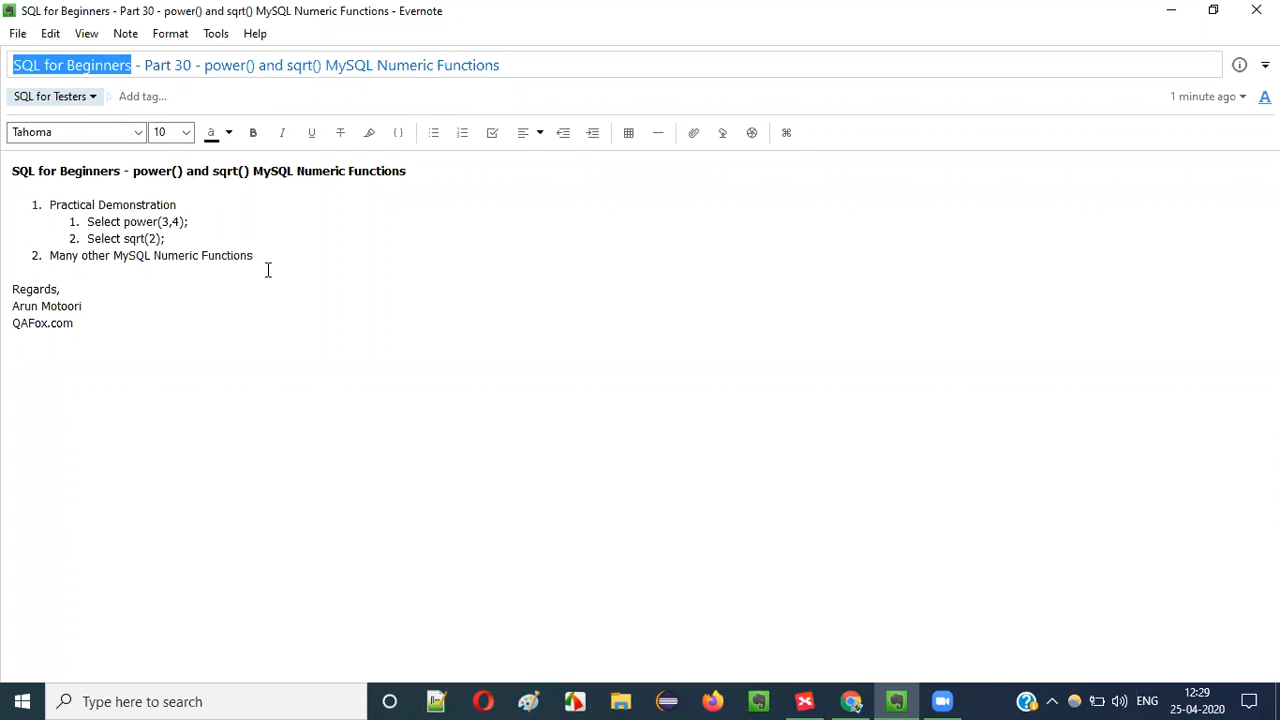 SQL for Beginners - Part 30 - power() and sqrt() MySQL Numeric Functions - Evernote
File Edit View Note Format Tools Help
SQL for Beginners - Part 30 - power() and sqrt() MySQL Numeric Functions
SQL for Testers Add tag... 1 minute ago
Tahoma 10 a B I U T { }
SQL for Beginners - power() and sqrt() MySQL Numeric Functions
1. Practical Demonstration
1. Select power(3,4);
2. Select sqrt(2);
2. Many other MySQL Numeric Functions
Regards,
Arun Motoori
QAFox.com
Type here to search ENG 12:29
25-04-2020